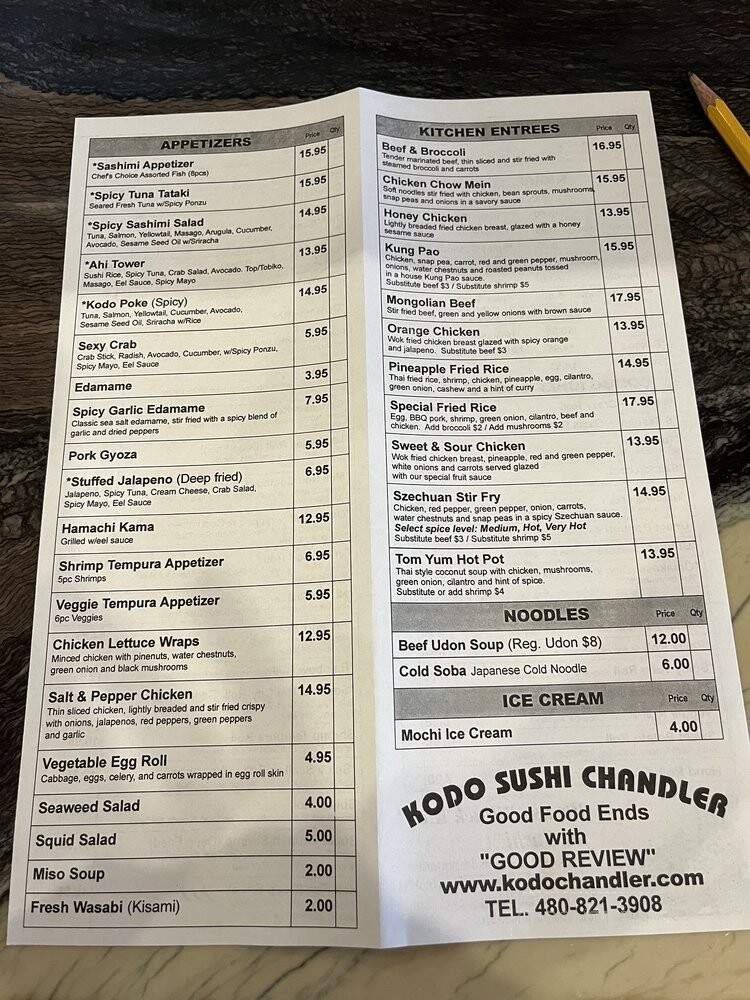 APPETIZERS Price Qty
*Sashimi Appetizer 15.95
Chef's Choice Assorted Fish (8pcs)
*Spicy Tuna Tataki 15.95
Seared Fresh Tuna w/Spicy Ponzu
*Spicy Sashimi Salad 14.95
Tuna, Salmon, Yellowtail, Masago, Arugula, Cucumber,
Avocado, Sesame Seed Oil w/Sriracha
*Ahi Tower 13.95
Sushi Rice, Spicy Tuna, Crab Salad, Avocado. Top/Tobiko,
Masago, Eel Sauce, Spicy Mayo
*Kodo Poke (Spicy) 14.95
Tuna, Salmon, Yellowtail, Cucumber, Avocado,
Sesame Seed Oil, Sriracha w/Rice
Sexy Crab 5.95
Crab Stick, Radish, Avocado, Cucumber, w/Spicy Ponzu,
Spicy Mayo, Eel Sauce
Edamame 3.95
Spicy Garlic Edamame 7.95
Classic sea salt edamame, stir fried with a spicy blend of
garlic and dried peppers
Pork Gyoza 5.95
*Stuffed Jalapeno (Deep fried) 6.95
Jalapeno, Spicy Tuna, Cream Cheese, Crab Salad,
Spicy Mayo, Eel Sauce
Hamachi Kama 12.95
Grilled w/eel sauce
Shrimp Tempura Appetizer 6.95
5pc Shrimps
Veggie Tempura Appetizer 5.95
6pc Veggies
Chicken Lettuce Wraps 12.95
Minced chicken with pinenuts, water chestnuts,
green onion and black mushrooms
Salt & Pepper Chicken 14.95
Thin sliced chicken, lightly breaded and stir fried crispy
with onions, jalapenos, red peppers, green peppers
and garlic
Vegetable Egg Roll 4.95
Cabbage, eggs, celery, and carrots wrapped in egg roll skin
Seaweed Salad 4.00
Squid Salad 5.00
Miso Soup 2.00
Fresh Wasabi (Kisami) 2.00
KITCHEN ENTREES Price Qty
Beef & Broccoli 16.95
Tender marinated beef, thin sliced and stir fried with
steamed broccoli and carrots
Chicken Chow Mein 15.95
Soft noodles stir fried with chicken, bean sprouts, mushrooms,
snap peas and onions in a savory sauce
Honey Chicken 13.95
Lightly breaded fried chicken breast, glazed with a honey
sesame sauce
Kung Pao 15.95
Chicken, snap pea, carrot, red and green pepper, mushroom,
onions, water chestnuts and roasted peanuts tossed
in a house Kung Pao sauce.
Substitute beef $3 / Substitute shrimp $5
Mongolian Beef 17.95
Stir fried beef, green and yellow onions with brown sauce
Orange Chicken 13.95
Wok fried chicken breast glazed with spicy orange
and jalapeno. Substitute beef $3
Pineapple Fried Rice 14.95
Thai fried rice, shrimp, chicken, pineapple, egg, cilantro,
green onion, cashew and a hint of curry
Special Fried Rice 17.95
Egg, BBQ pork, shrimp, green onion, cilantro, beef and
chicken. Add broccoli $2 / Add mushrooms $2
Sweet & Sour Chicken 13.95
Wok fried chicken breast, pineapple, red and green pepper,
white onions and carrots served glazed
with our special fruit sauce
Szechuan Stir Fry 14.95
Chicken, red pepper, green pepper, onion, carrots,
water chestnuts and snap peas in a spicy Szechuan sauce.
Select spice level: Medium, Hot, Very Hot
Substitute beef $3 / Substitute shrimp $5
Tom Yum Hot Pot 13.95
Thai style coconut soup with chicken, mushrooms,
green onion, cilantro and hint of spice.
Substitute or add shrimp $4
NOODLES Price Qty
Beef Udon Soup (Reg. Udon $8) 12.00
Cold Soba Japanese Cold Noodle 6.00
ICE CREAM Price Qty
Mochi Ice Cream 4.00
KODO SUSHI CHANDLER
Good Food Ends
with
"GOOD REVIEW"
www.kodochandler.com
TEL. 480-821-3908